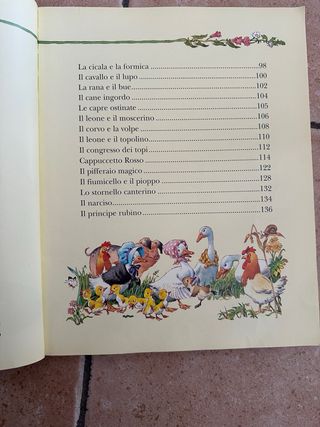 La cicala e la formica ........................................ 98
Il cavallo e il lupo ........................................ 100
La rana e il bue ........................................ 102
Il cane ingordo ........................................ 104
Le capre ostinate ........................................ 105
Il leone e il moscerino ........................................ 106
Il corvo e la volpe ........................................ 108
Il leone e il topolino ........................................ 110
Il congresso dei topi ........................................ 112
Cappuccetto Rosso ........................................ 114
Il pifferaio magico ........................................ 122
Il fiumicello e il pioppo ........................................ 128
Lo stornello canterino ........................................ 132
Il narciso ........................................ 134
Il principe rubino ........................................ 136